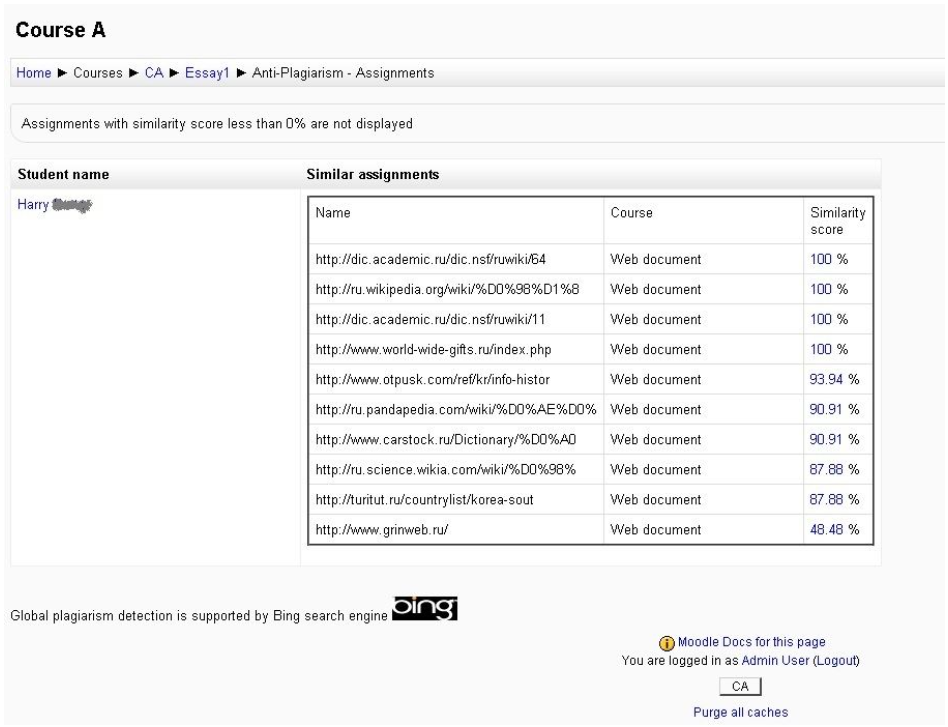 Course A
Home ► Courses ► CA ► Essay1 ► Anti-Plagiarism - Assignments
Assignments with similarity score less than 0% are not displayed
Student name Similar assignments
Harry
Name Course Similarity score
http://dic.academic.ru/dic.nsf/ruwiki/64 Web document 100 %
http://ru.wikipedia.org/wiki/%D0%98%D1%8 Web document 100 %
http://dic.academic.ru/dic.nsf/ruwiki/11 Web document 100 %
http://www.world-wide-gifts.ru/index.php Web document 100 %
http://www.otpusk.com/ref/kr/info-histor Web document 93.94 %
http://ru.pandapedia.com/wiki/%D0%AE%D0% Web document 90.91 %
http://www.carstock.ru/Dictionary/%D0%A0 Web document 90.91 %
http://ru.science.wikia.com/wiki/%D0%98% Web document 87.88 %
http://turitut.ru/countrylist/korea-sout Web document 87.88 %
http://www.grinweb.ru/ Web document 48.48 %
Global plagiarism detection is supported by Bing search engine bing
Moodle Docs for this page
You are logged in as Admin User (Logout)
CA
Purge all caches